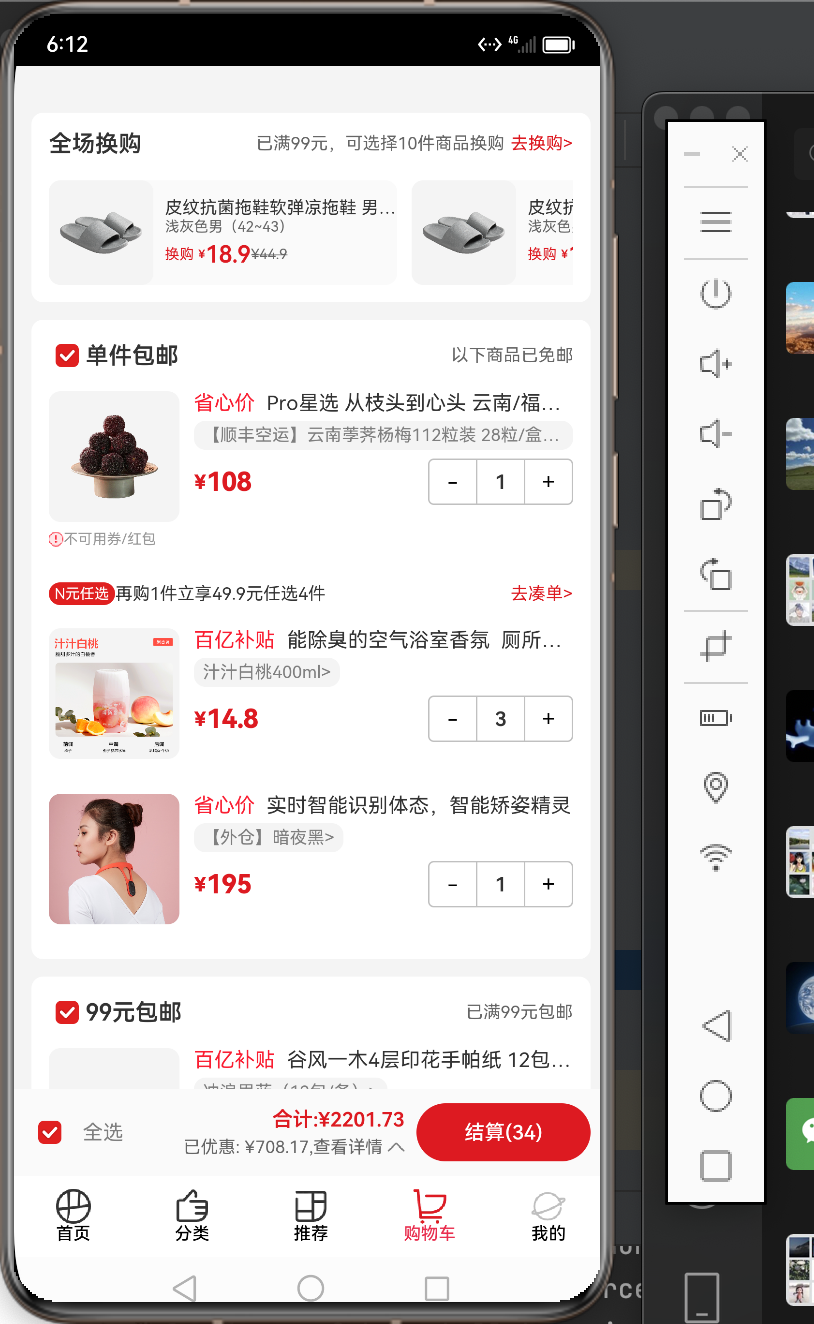 6:12
4G
全场换购 已满99元，可选择10件商品换购 去换购>
皮纹抗菌拖鞋软弹凉拖鞋 男...
浅灰色男（42~43）
换购 ¥18.9¥44.9
皮纹抗
浅灰色
换购 ¥
单件包邮 以下商品已免邮
省心价 Pro星选 从枝头到心头 云南/福...
【顺丰空运】云南荸荠杨梅112粒装 28粒/盒...
¥108
- 1 +
不可用券/红包
N元任选 再购1件立享49.9元任选4件 去凑单>
汁汁白桃
百亿补贴 能除臭的空气浴室香氛 厕所...
汁汁白桃400ml>
¥14.8
- 3 +
省心价 实时智能识别体态，智能矫姿精灵
【外仓】暗夜黑>
¥195
- 1 +
99元包邮 已满99元包邮
百亿补贴 谷风一木4层印花手帕纸 12包...
合计:¥2201.73
全选
已优惠: ¥708.17,查看详情
结算(34)
首页 分类 推荐 购物车 我的